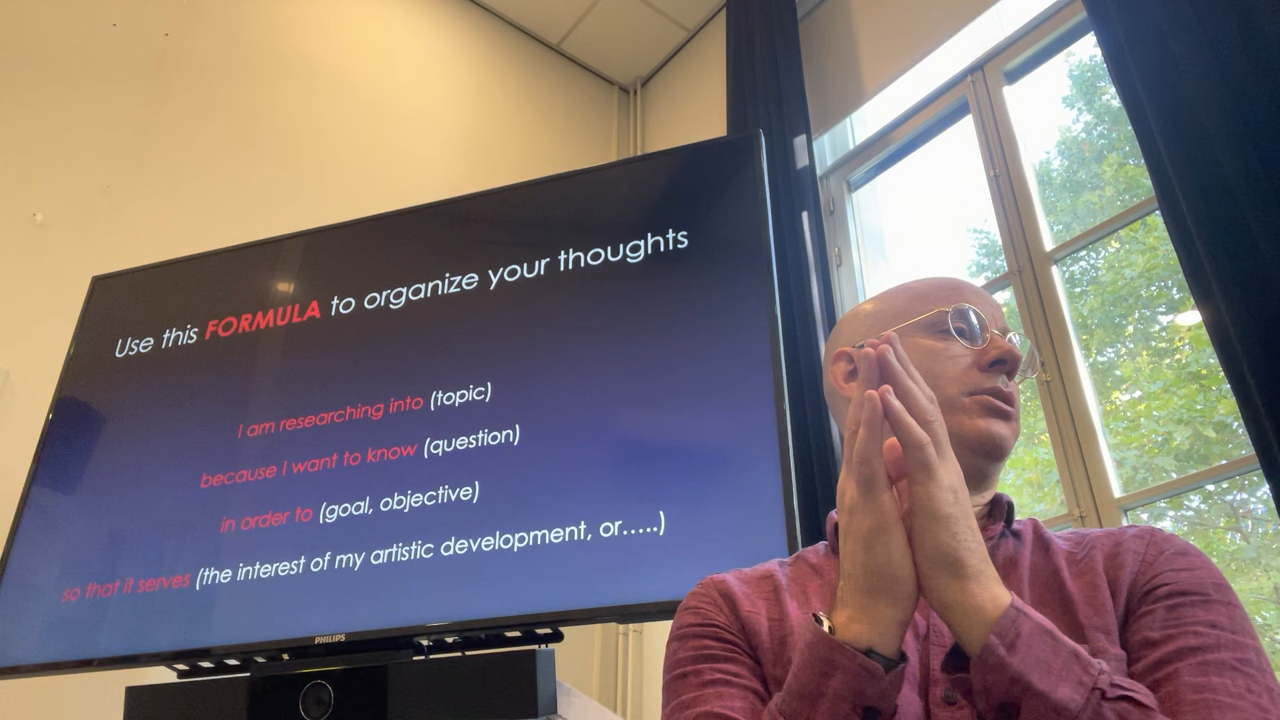 Use this FORMULA to organize your thoughts
I am researching into (topic)
because I want to know (question)
in order to (goal, objective)
so that it serves (the interest of my artistic development, or.....)
PHILIPS